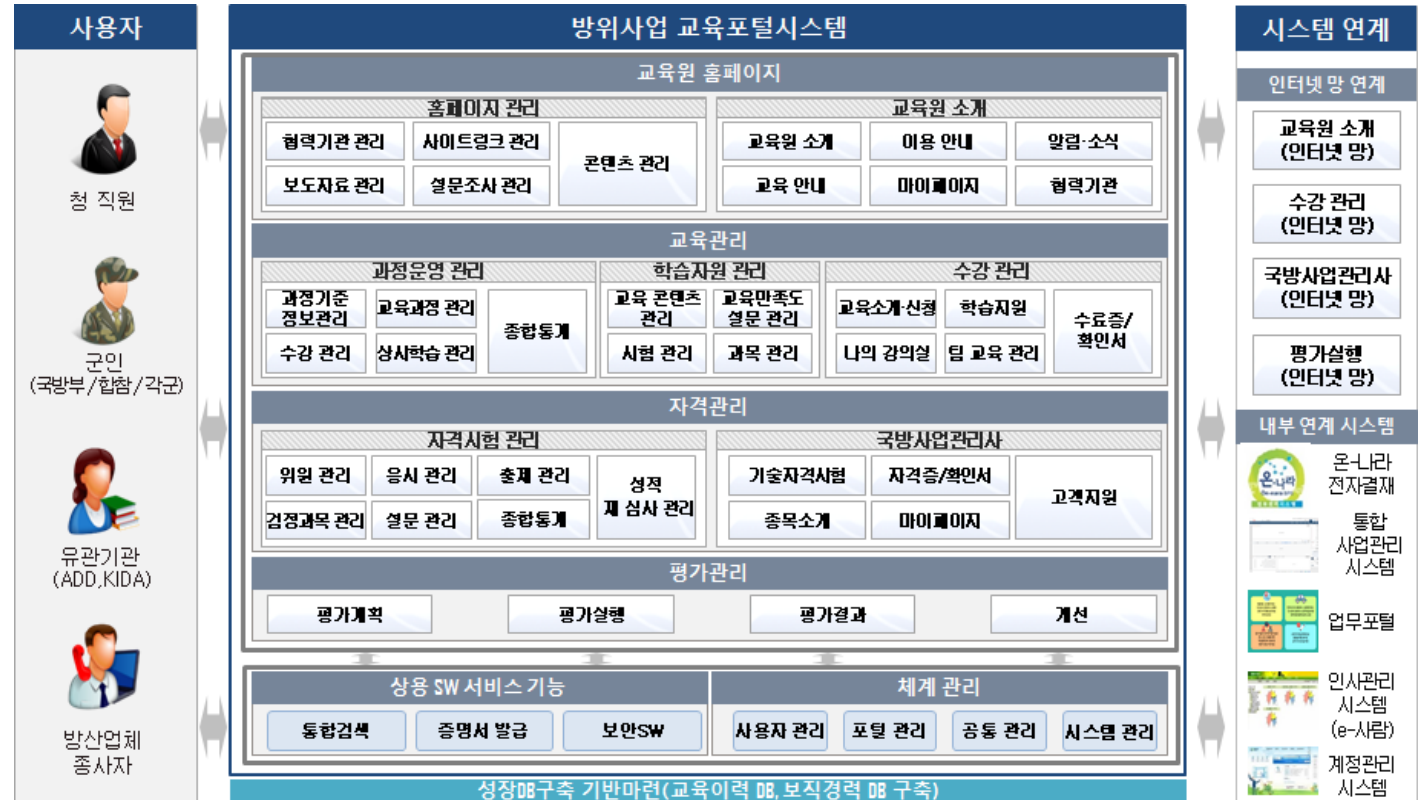 사용자
청 직원
군인
(국방부/합참/각군)
유관기관
(ADD,KIDA)
방산업체
종사자
방위사업 교육포털시스템
교육원 홈페이지
홈페이지 관리
협력기관 관리
사이트링크 관리
콘텐츠 관리
보도자료 관리
설문조사 관리
교육원 소개
교육원 소개
이용 안내
알림·소식
교육 안내
마이페이지
협력기관
교육관리
과정운영 관리
과정기준
정보관리
교육과정 관리
종합통계
수강 관리
상시학습 관리
학습자원 관리
교육 콘텐츠
관리
교육만족도
설문 관리
시험 관리
과목 관리
수강 관리
교육소개·신청
학습지원
수료증/
확인서
나의 강의실
팀 교육 관리
자격관리
자격시험 관리
위원 관리
응시 관리
출제 관리
성적
재 심사 관리
검정과목 관리
설문 관리
종합통계
국방사업관리사
기술자격시험
자격증/확인서
고객지원
종목소개
마이페이지
평가관리
평가계획
평가실행
평가결과
개선
상용 SW 서비스 기능
통합검색
증명서 발급
보안SW
체계 관리
사용자 관리
포털 관리
공통 관리
시스템 관리
성장DB구축 기반마련(교육이력 DB, 보직경력 DB 구축)
시스템 연계
인터넷 망 연계
교육원 소개
(인터넷 망)
수강 관리
(인터넷 망)
국방사업관리사
(인터넷 망)
평가실행
(인터넷 망)
내부 연계 시스템
온-나라
온-나라
전자결재
통합
사업관리
시스템
업무포털
인사관리
시스템
(e-사람)
계정관리
시스템